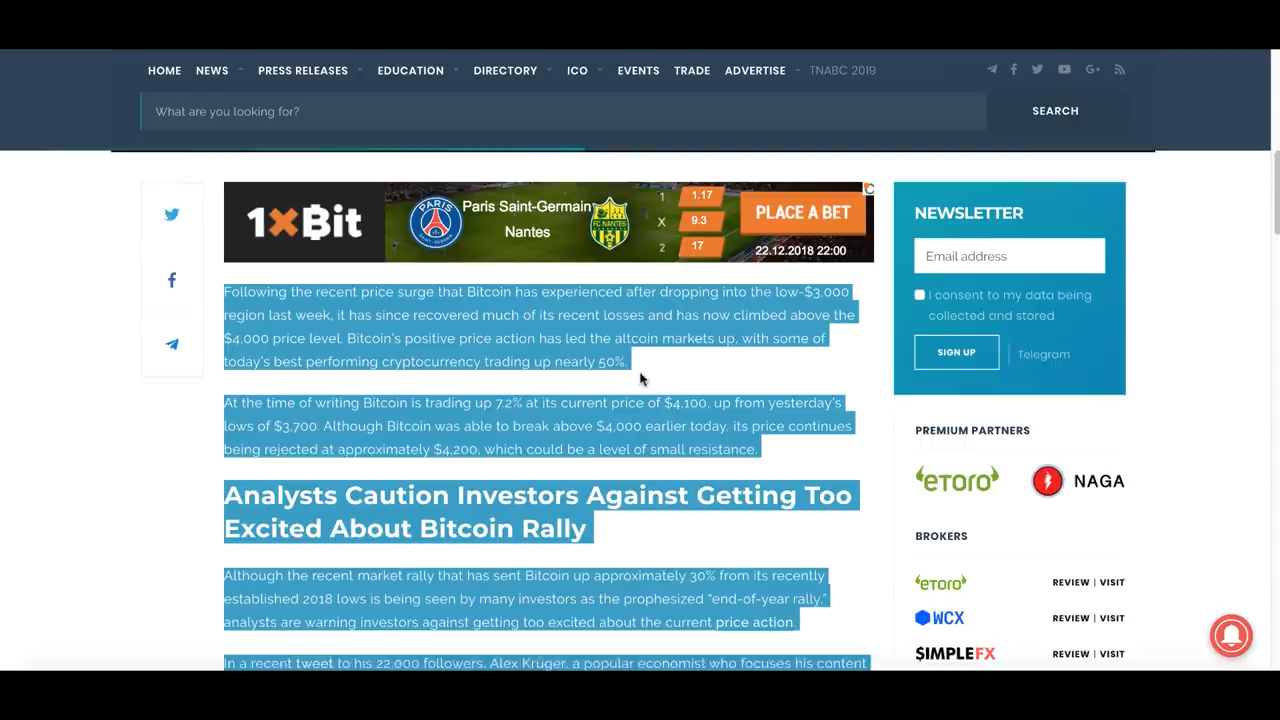 HOME NEWS PRESS RELEASES EDUCATION DIRECTORY ICO EVENTS TRADE ADVERTISE TNABC 2019
What are you looking for?
SEARCH
1xBit
Paris Saint-Germain
Nantes
1 1.17
X 9.3
2 17
PLACE A BET
22.12.2018 22:00
Following the recent price surge that Bitcoin has experienced after dropping into the low-$3,000
region last week, it has since recovered much of its recent losses and has now climbed above the
$4,000 price level. Bitcoin's positive price action has led the altcoin markets up, with some of
today's best performing cryptocurrency trading up nearly 50%.
At the time of writing Bitcoin is trading up 7.2% at its current price of $4,100, up from yesterday's
lows of $3,700. Although Bitcoin was able to break above $4,000 earlier today, its price continues
being rejected at approximately $4,200, which could be a level of small resistance.
Analysts Caution Investors Against Getting Too
Excited About Bitcoin Rally
Although the recent market rally that has sent Bitcoin up approximately 30% from its recently
established 2018 lows is being seen by many investors as the prophesized "end-of-year rally,"
analysts are warning investors against getting too excited about the current price action.
In a recent tweet to his 22,000 followers, Alex Krüger, a popular economist who focuses his content
NEWSLETTER
Email address
I consent to my data being
collected and stored
SIGN UP
Telegram
PREMIUM PARTNERS
eToro
NAGA
BROKERS
eToro REVIEW | VISIT
WCX REVIEW | VISIT
SIMPLEFX REVIEW | VISIT